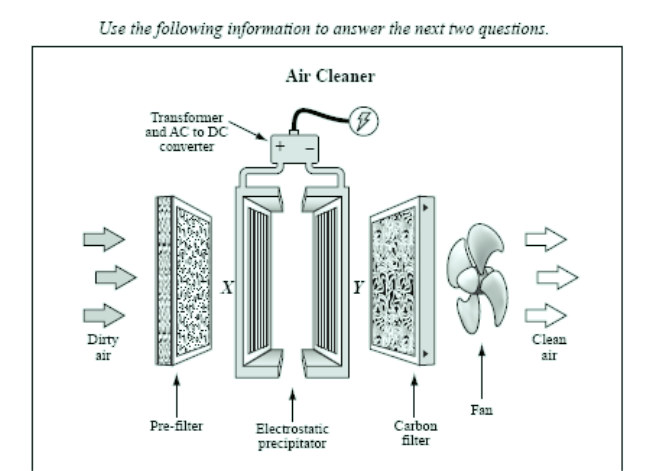 Use the following information to answer the next two questions.
Air Cleaner
Transformer
and AC to DC
converter
+ −
X
Y
Dirty
air
Clean
air
Pre-filter
Electrostatic
precipitator
Carbon
filter
Fan